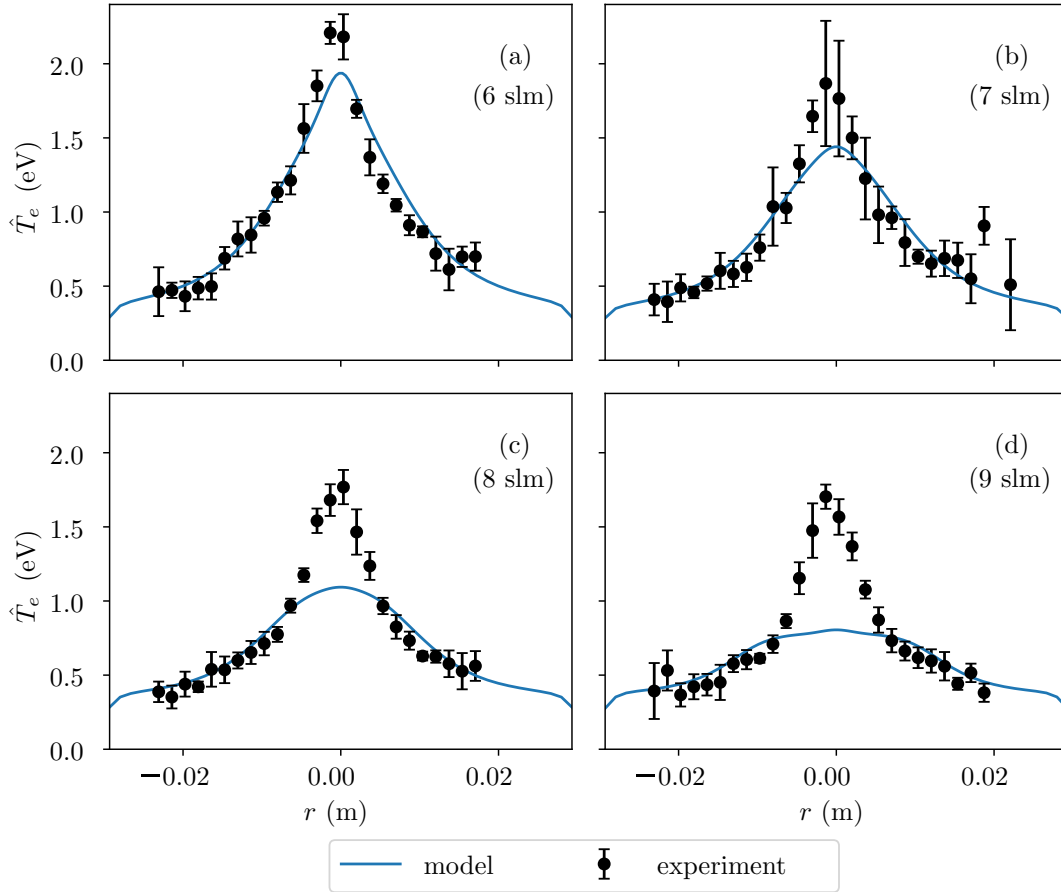 (a)
(6 slm)
2.0
1.5
1.0
0.5
0.0
T̂e (eV)
(b)
(7 slm)
(c)
(8 slm)
2.0
1.5
1.0
0.5
0.0
T̂e (eV)
−0.02 0.00 0.02
r (m)
(d)
(9 slm)
−0.02 0.00 0.02
r (m)
model experiment